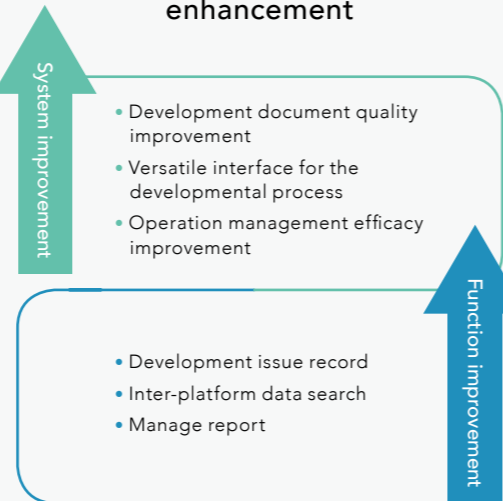 enhancement
System improvement
• Development document quality
improvement
• Versatile interface for the
developmental process
• Operation management efficacy
improvement
Function improvement
• Development issue record
• Inter-platform data search
• Manage report